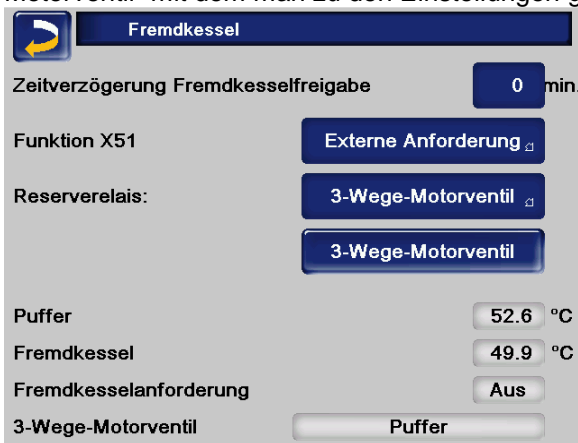 Fremdkessel
Zeitverzögerung Fremdkesselfreigabe 0 min.
Funktion X51 Externe Anforderung
Reserverelais: 3-Wege-Motorventil
3-Wege-Motorventil
Puffer 52.6 °C
Fremdkessel 49.9 °C
Fremdkesselanforderung Aus
3-Wege-Motorventil Puffer